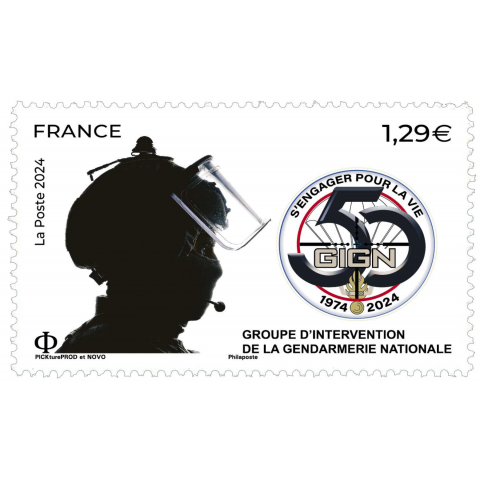 FRANCE
1,29€
La Poste 2024
S'ENGAGER POUR LA VIE
50
GIGN
1974 2024
GROUPE D'INTERVENTION
DE LA GENDARMERIE NATIONALE
PICKturePROD et NOVO
Philaposte